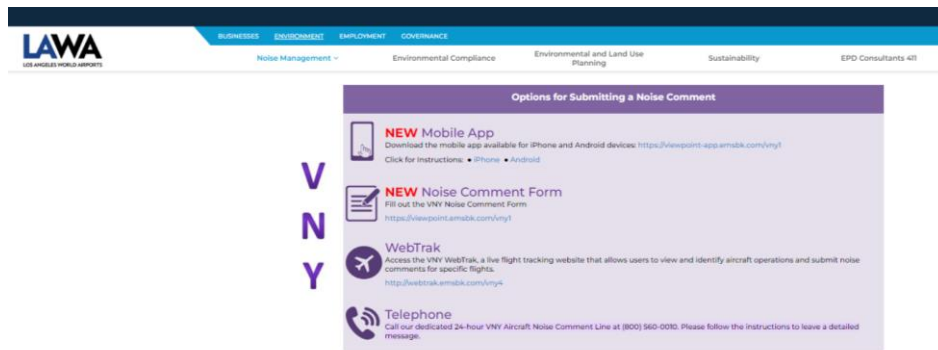 LAWA
LOS ANGELES WORLD AIRPORTS
BUSINESSES ENVIRONMENT EMPLOYMENT GOVERNANCE
Noise Management Environmental Compliance Environmental and Land Use Planning Sustainability EPD Consultants 411
Options for Submitting a Noise Comment
V
N
Y
NEW Mobile App
Download the mobile app available for iPhone and Android devices: https://viewpoint-app.emsbk.com/vny1
Click for Instructions: • iPhone • Android
NEW Noise Comment Form
Fill out the VNY Noise Comment Form
https://viewpoint.emsbk.com/vny1
WebTrak
Access the VNY WebTrak, a live flight tracking website that allows users to view and identify aircraft operations and submit noise
comments for specific flights.
http://webtrak.emsbk.com/vny4
Telephone
Call our dedicated 24-hour VNY Aircraft Noise Comment Line at (800) 560-0010. Please follow the instructions to leave a detailed
message.